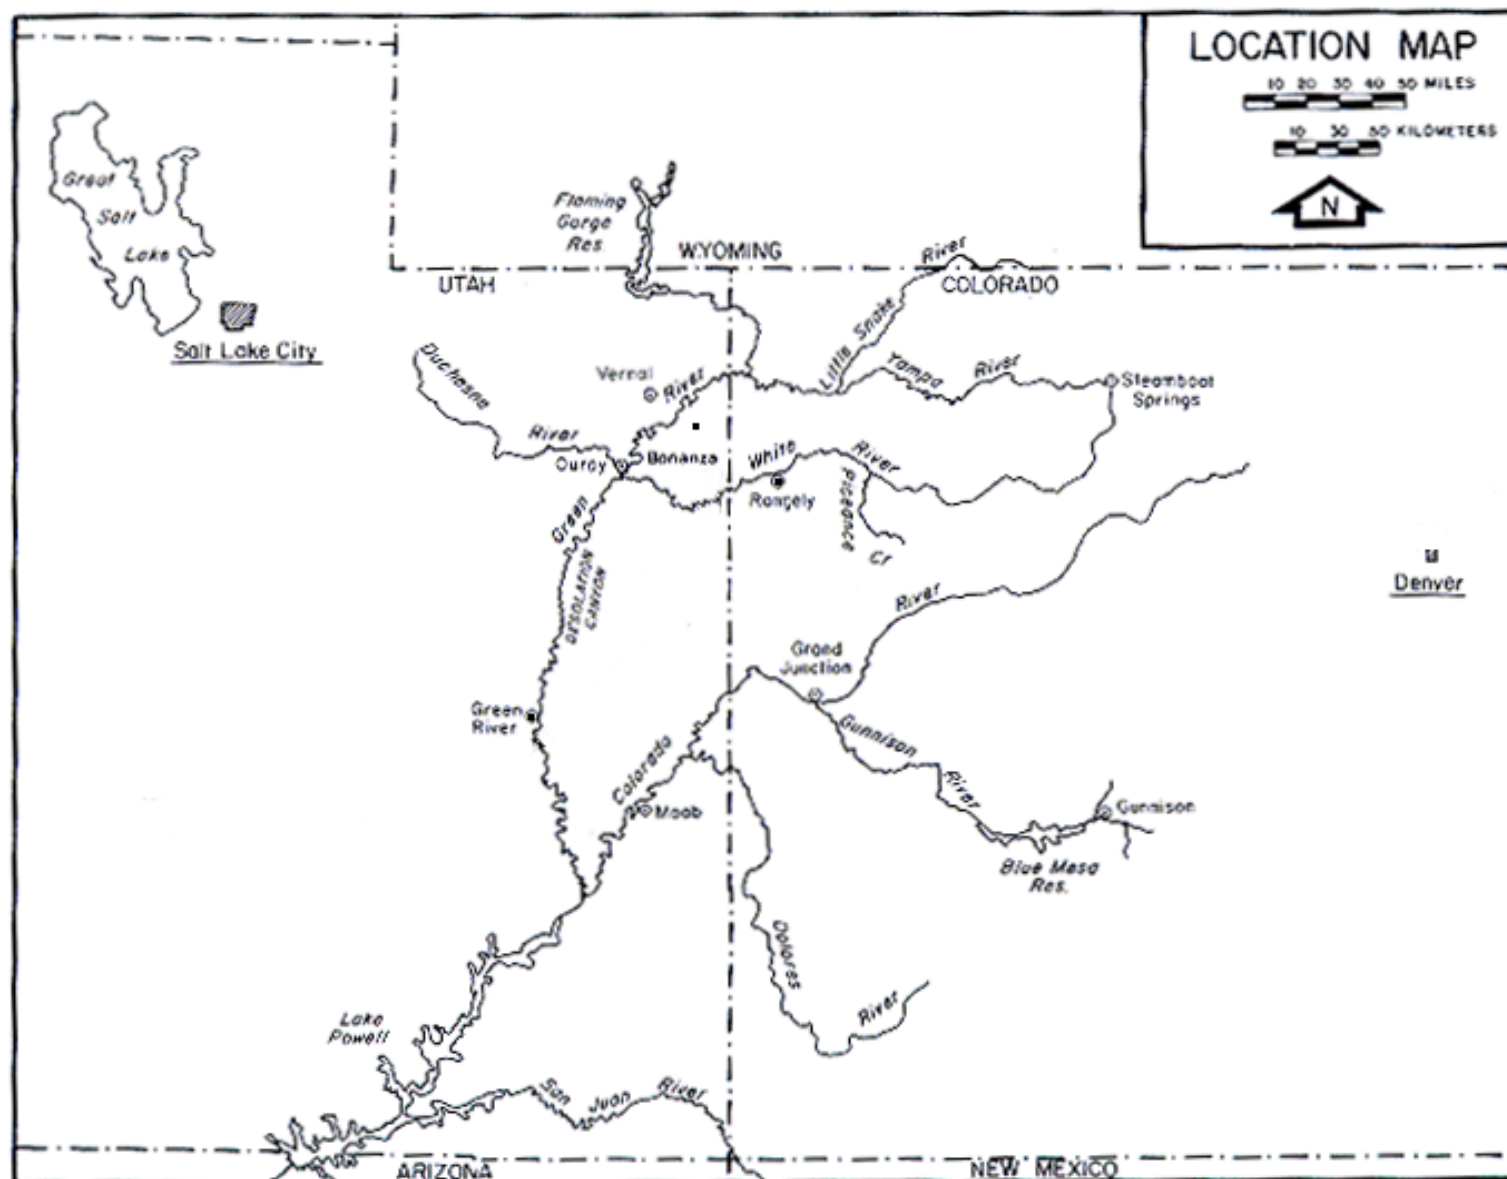 LOCATION MAP
10 20 30 40 50 MILES
10 30 50 KILOMETERS
N
Great
Salt
Lake
Salt Lake City
Flaming
Gorge
Res.
WYOMING
UTAH
COLORADO
Little Snake River
Duchesne River
Vernal
River
Yampa River
Steamboat
Springs
Ouray
Bonanza
White River
Rangely
Piceance Cr
Green
DESOLATION
CANYON
Denver
River
Grand
Junction
Green
River
Gunnison River
Colorado
Moab
Gunnison
Blue Mesa
Res.
Dolores River
Lake
Powell
San Juan River
ARIZONA
NEW MEXICO